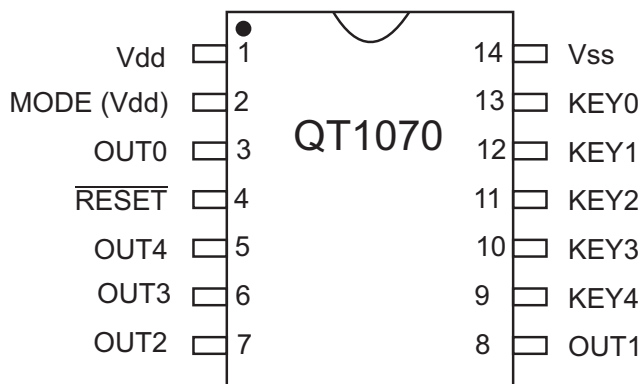 Vdd 1 14 Vss
MODE (Vdd) 2 13 KEY0
QT1070
OUT0 3 12 KEY1
RESET 4 11 KEY2
OUT4 5 10 KEY3
OUT3 6 9 KEY4
OUT2 7 8 OUT1